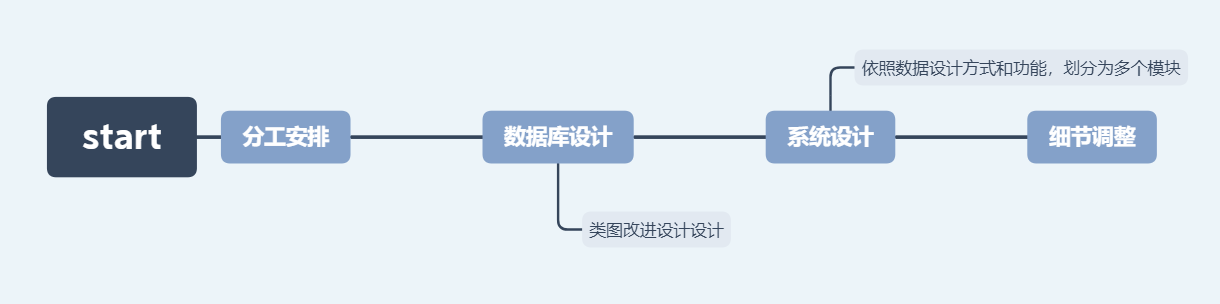 start
分工安排
数据库设计
类图改进设计设计
系统设计
依照数据设计方式和功能，划分为多个模块
细节调整